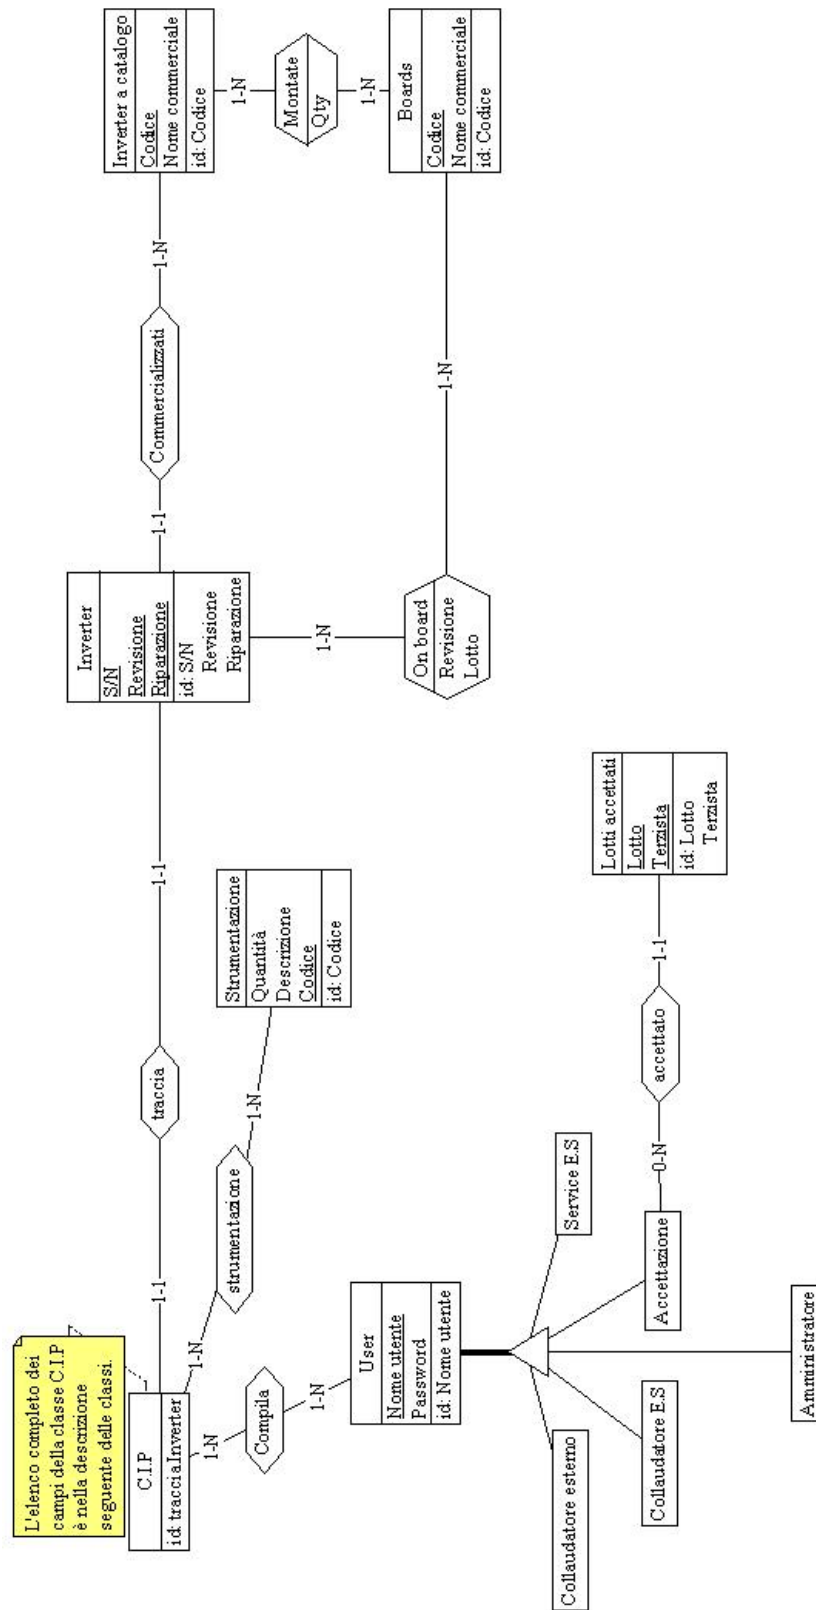 L'elenco completo dei
campi della classe C.I.P
è nella descrizione
seguente delle classi.
C.I.P
id: tracciaInverter
1-1
traccia
1-1
Inverter
S/N
Revisione
Riparazione
id: S/N
Revisione
Riparazione
1-1
Commercializzati
1-N
Inverter a catalogo
Codice
Nome commerciale
id: Codice
1-N
Montate
Qty
1-N
Boards
Codice
Nome commerciale
id: Codice
1-N
On board
Revisione
Lotto
1-N
1-N
strumentazione
1-N
Strumentazione
Quantità
Descrizione
Codice
id: Codice
1-N
Compila
1-N
User
Nome utente
Password
id: Nome utente
Collaudatore esterno
Collaudatore E.S
Amministratore
Accettazione
Service E.S
0-N
accettato
1-1
Lotti accettati
Lotto
Terzista
id: Lotto
Terzista